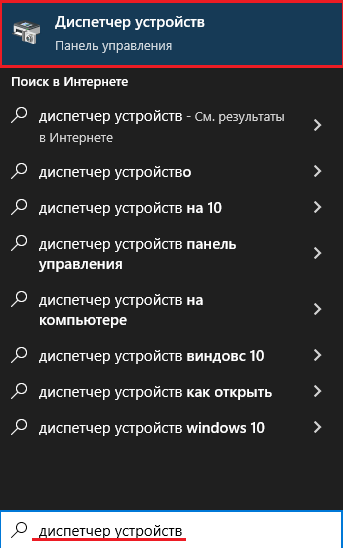 Диспетчер устройств
Панель управления
Поиск в Интернете
диспетчер устройств - См. результаты
в Интернете
диспетчер устройство
диспетчер устройств на 10
диспетчер устройств панель
управления
диспетчер устройств на
компьютере
диспетчер устройств виндовс 10
диспетчер устройств как открыть
диспетчер устройств windows 10
диспетчер устройств